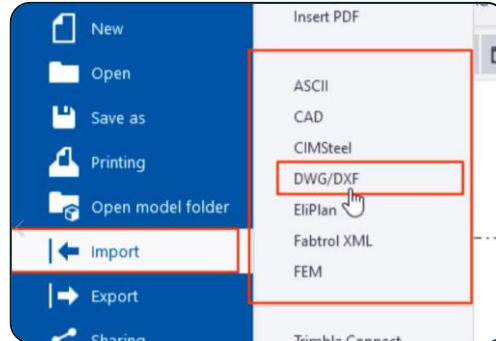 New
Open
Save as
Printing
Open model folder
Import
Export
Sharing
Insert PDF
ASCII
CAD
CIMSteel
DWG/DXF
EliPlan
Fabtrol XML
FEM
Trimble Connect